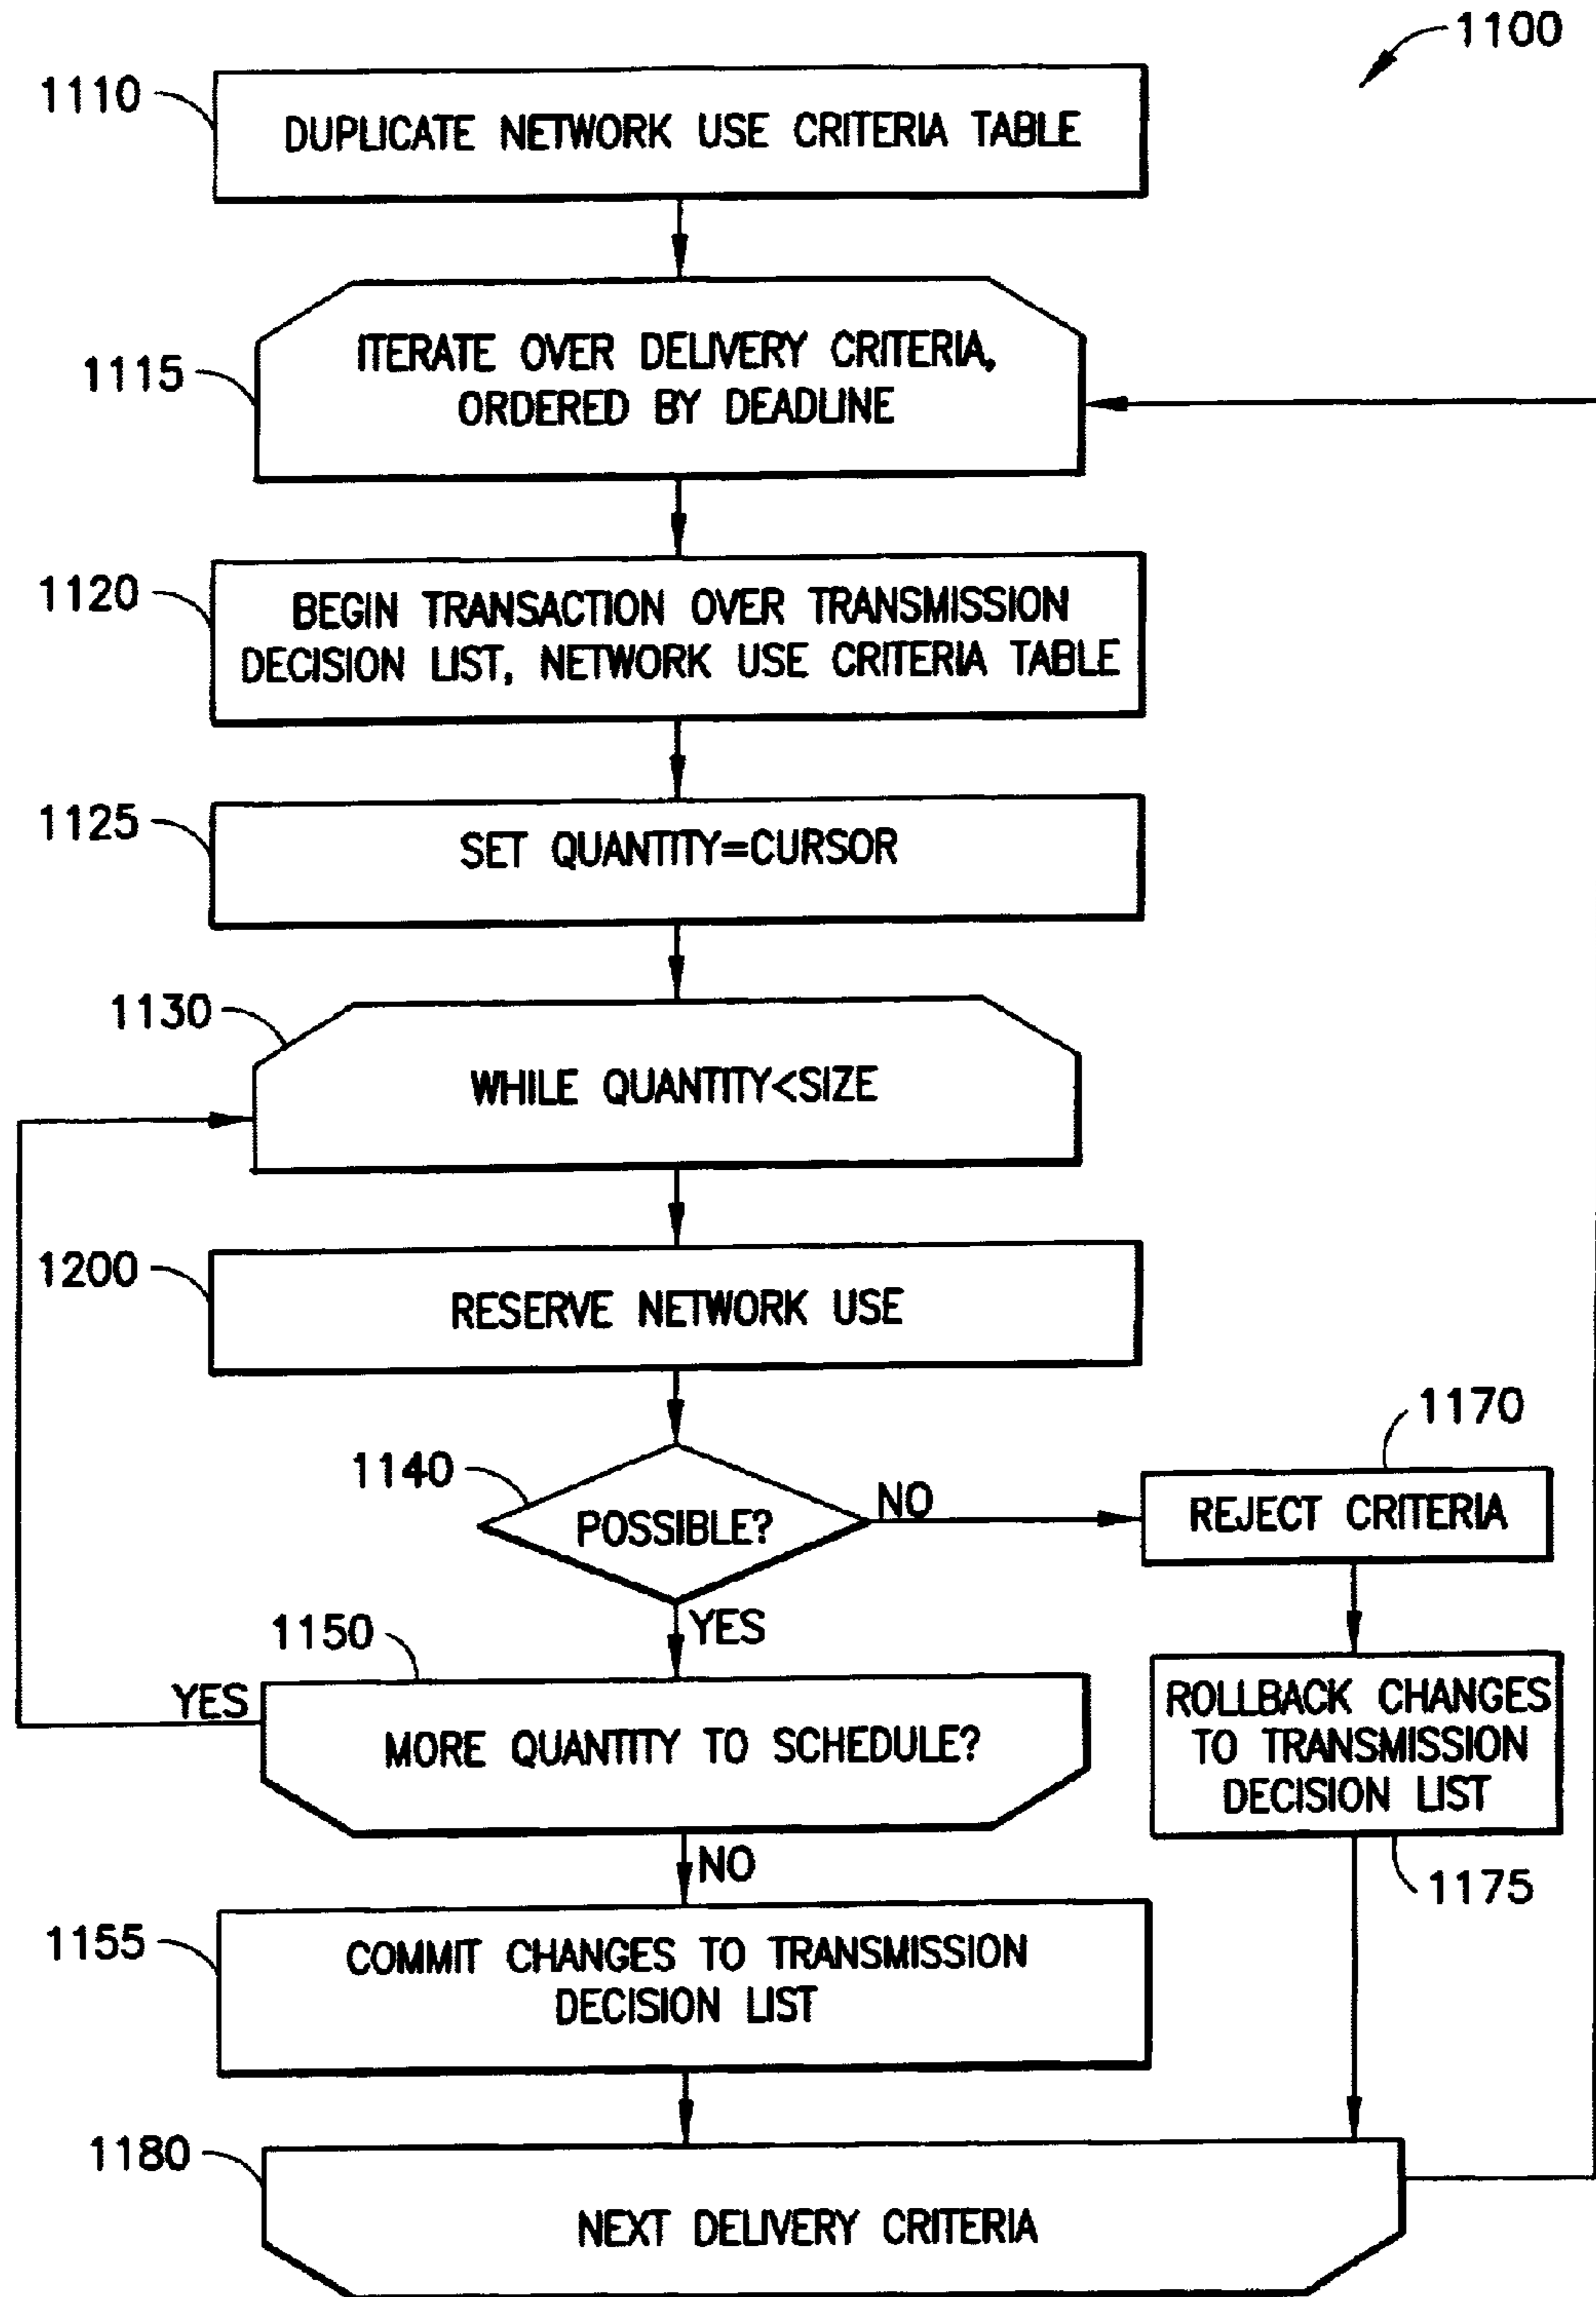 1100
1110
DUPLICATE NETWORK USE CRITERIA TABLE
1115
ITERATE OVER DELIVERY CRITERIA,
ORDERED BY DEADLINE
1120
BEGIN TRANSACTION OVER TRANSMISSION
DECISION LIST, NETWORK USE CRITERIA TABLE
1125
SET QUANTITY=CURSOR
1130
WHILE QUANTITY<SIZE
1200
RESERVE NETWORK USE
1140
POSSIBLE?
NO
1170
REJECT CRITERIA
YES
1150
YES
MORE QUANTITY TO SCHEDULE?
ROLLBACK CHANGES
TO TRANSMISSION
DECISION LIST
1175
NO
1155
COMMIT CHANGES TO TRANSMISSION
DECISION LIST
1180
NEXT DELIVERY CRITERIA